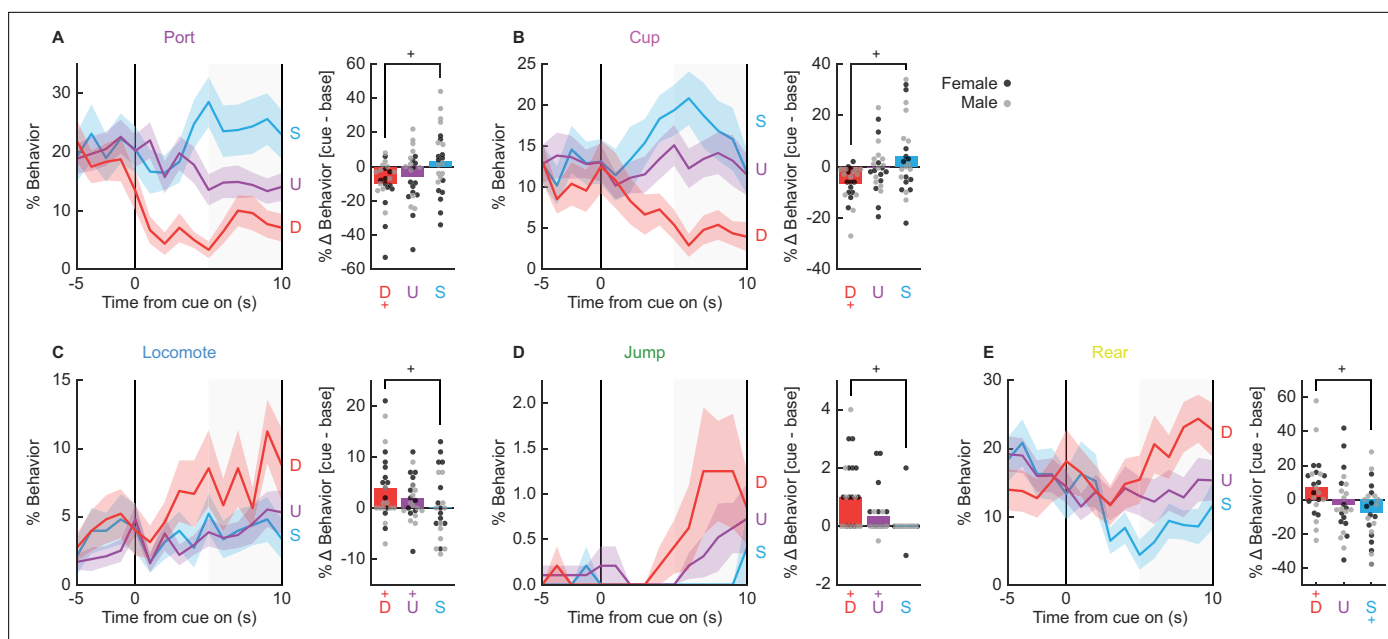 A Port
% Behavior
30
20
10
0
-5 0 10
Time from cue on (s)
S
U
D
% Δ Behavior [cue - base]
+
60
40
20
0
-20
-40
-60
D U S
+
B Cup
% Behavior
25
20
15
10
5
0
-5 0 10
Time from cue on (s)
S
U
D
% Δ Behavior [cue - base]
+
40
20
0
-20
-40
D U S
+
Female
Male
C Locomote
% Behavior
15
10
5
0
-5 0 10
Time from cue on (s)
D
U
S
% Δ Behavior [cue - base]
+
20
10
0
-10
+ +
D U S
D Jump
% Behavior
2.0
1.5
1.0
0.5
0.0
-5 0 10
Time from cue on (s)
D
U
S
% Δ Behavior [cue - base]
+
4
2
0
-2
+ +
D U S
E Rear
% Behavior
30
20
10
0
-5 0 10
Time from cue on (s)
D
U
S
% Δ Behavior [cue - base]
+
60
40
20
0
-20
-40
+
D U S
+